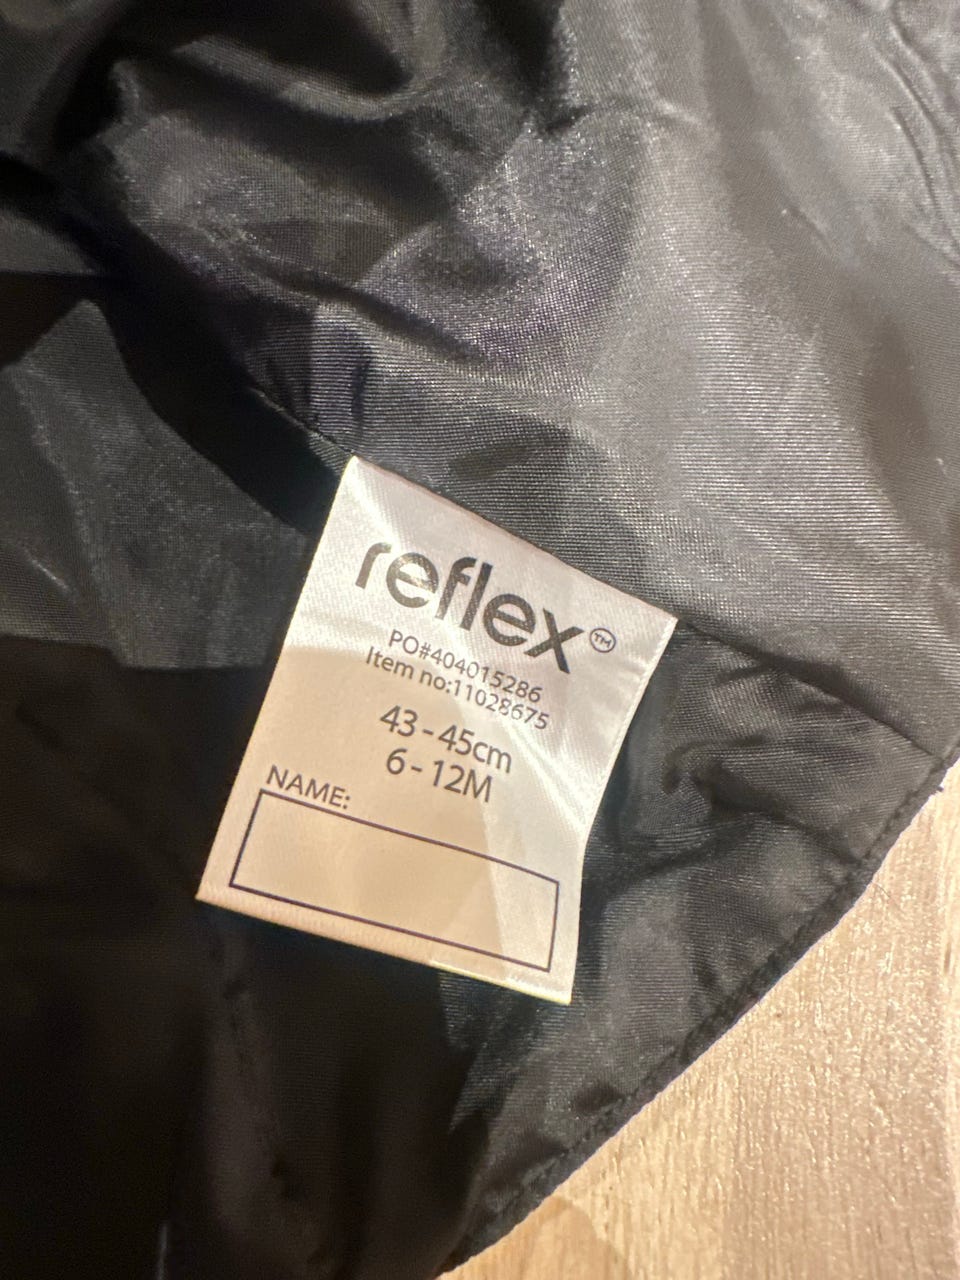 reflex™
PO#404015286
Item no:11028675
43-45cm
6-12M
NAME: